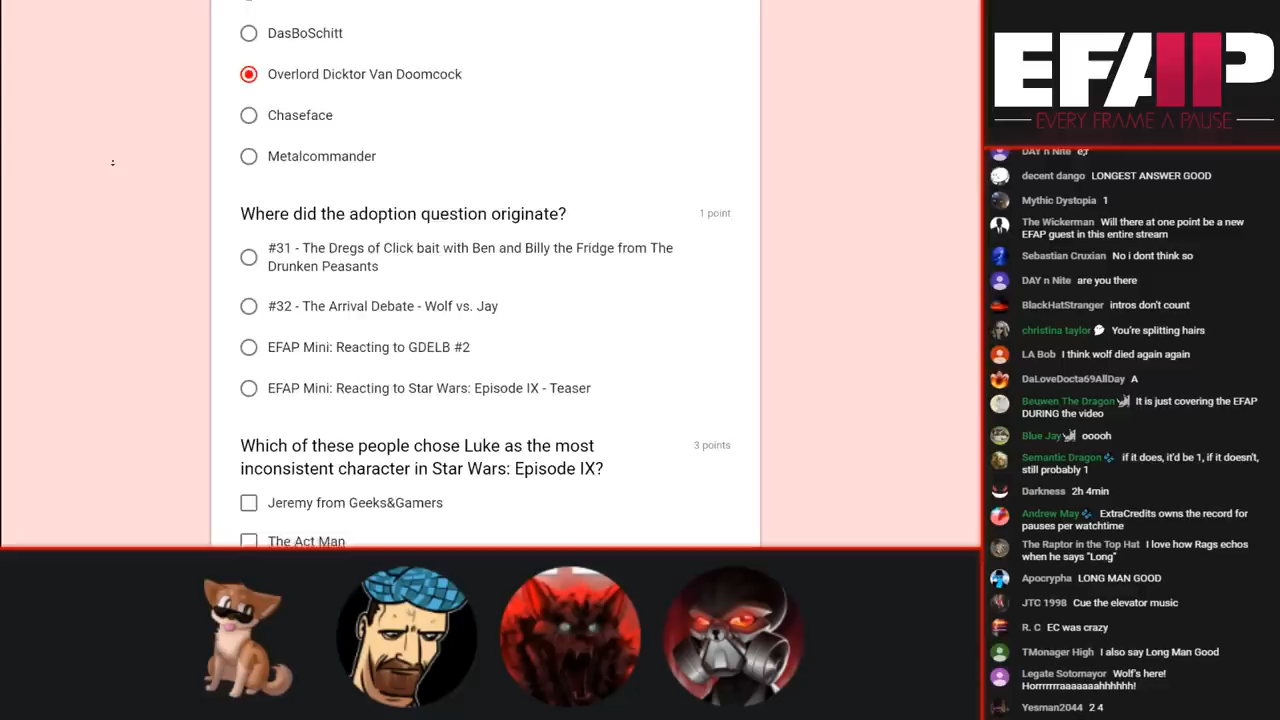 DasBoSchitt
Overlord Dicktor Van Doomcock
Chaseface
Metalcommander
Where did the adoption question originate?
1 point
#31 - The Dregs of Click bait with Ben and Billy the Fridge from The
Drunken Peasants
#32 - The Arrival Debate - Wolf vs. Jay
EFAP Mini: Reacting to GDELB #2
EFAP Mini: Reacting to Star Wars: Episode IX - Teaser
Which of these people chose Luke as the most
inconsistent character in Star Wars: Episode IX?
3 points
Jeremy from Geeks&Gamers
The Act Man
EFAP
EVERY FRAME A PAUSE
DAY n Nite
decent dango LONGEST ANSWER GOOD
Mythic Dystopia 1
The Wickerman Will there at one point be a new
EFAP guest in this entire stream
Sebastian Cruxian No i dont think so
DAY n Nite are you there
BlackHatStranger intros don't count
christina taylor You're splitting hairs
LA Bob I think wolf died again again
DaLoveDocta69AllDay A
Beuwen The Dragon It is just covering the EFAP
DURING the video
Blue Jay ooooh
Semantic Dragon if it does, it'd be 1, if it doesn't,
still probably 1
Darkness 2h 4min
Andrew May ExtraCredits owns the record for
pauses per watchtime
The Raptor in the Top Hat I love how Rags echos
when he says "Long"
Apocrypha LONG MAN GOOD
JTC 1998 Cue the elevator music
R. C EC was crazy
TMonager High I also say Long Man Good
Legate Sotomayor Wolf's here!
Horrrrrrraaaaaaahhhhhh!
Yesman2044 2 4